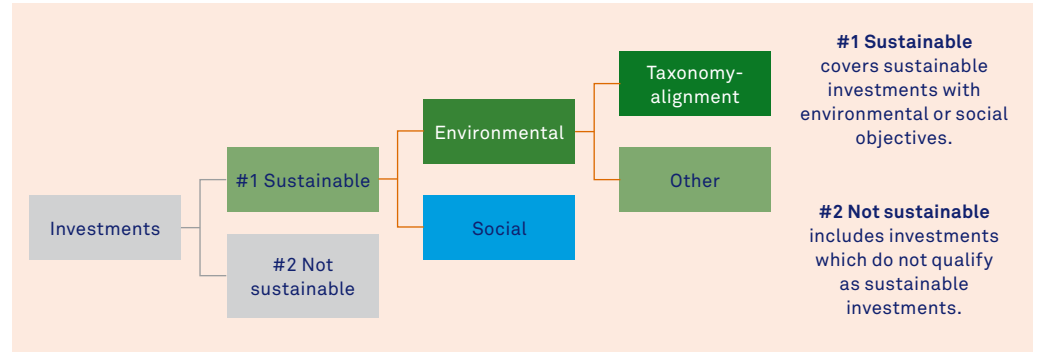 Investments
#1 Sustainable
#2 Not
sustainable
Environmental
Social
Taxonomy-
alignment
Other
#1 Sustainable
covers sustainable
investments with
environmental or social
objectives.
#2 Not sustainable
includes investments
which do not qualify
as sustainable
investments.